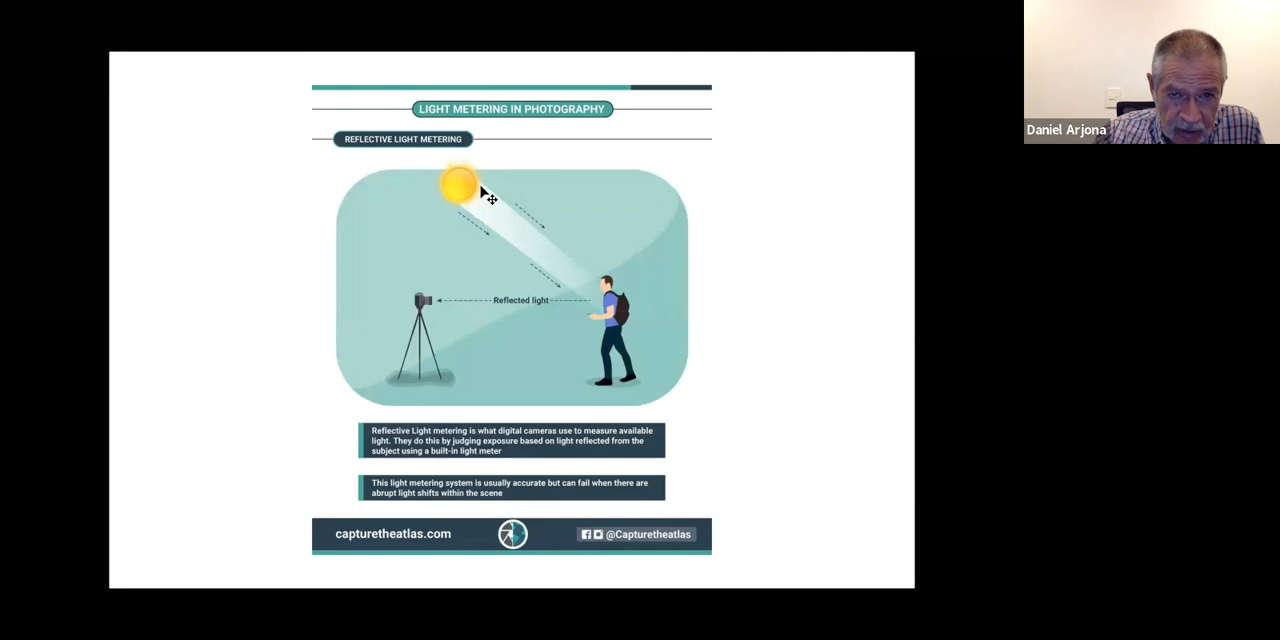 LIGHT METERING IN PHOTOGRAPHY
REFLECTIVE LIGHT METERING
Reflected light
Reflective Light metering is what digital cameras use to measure available
light. They do this by judging exposure based on light reflected from the
subject using a built-in light meter
This light metering system is usually accurate but can fail when there are
abrupt light shifts within the scene
capturetheatlas.com
@Capturetheatlas
Daniel Arjona